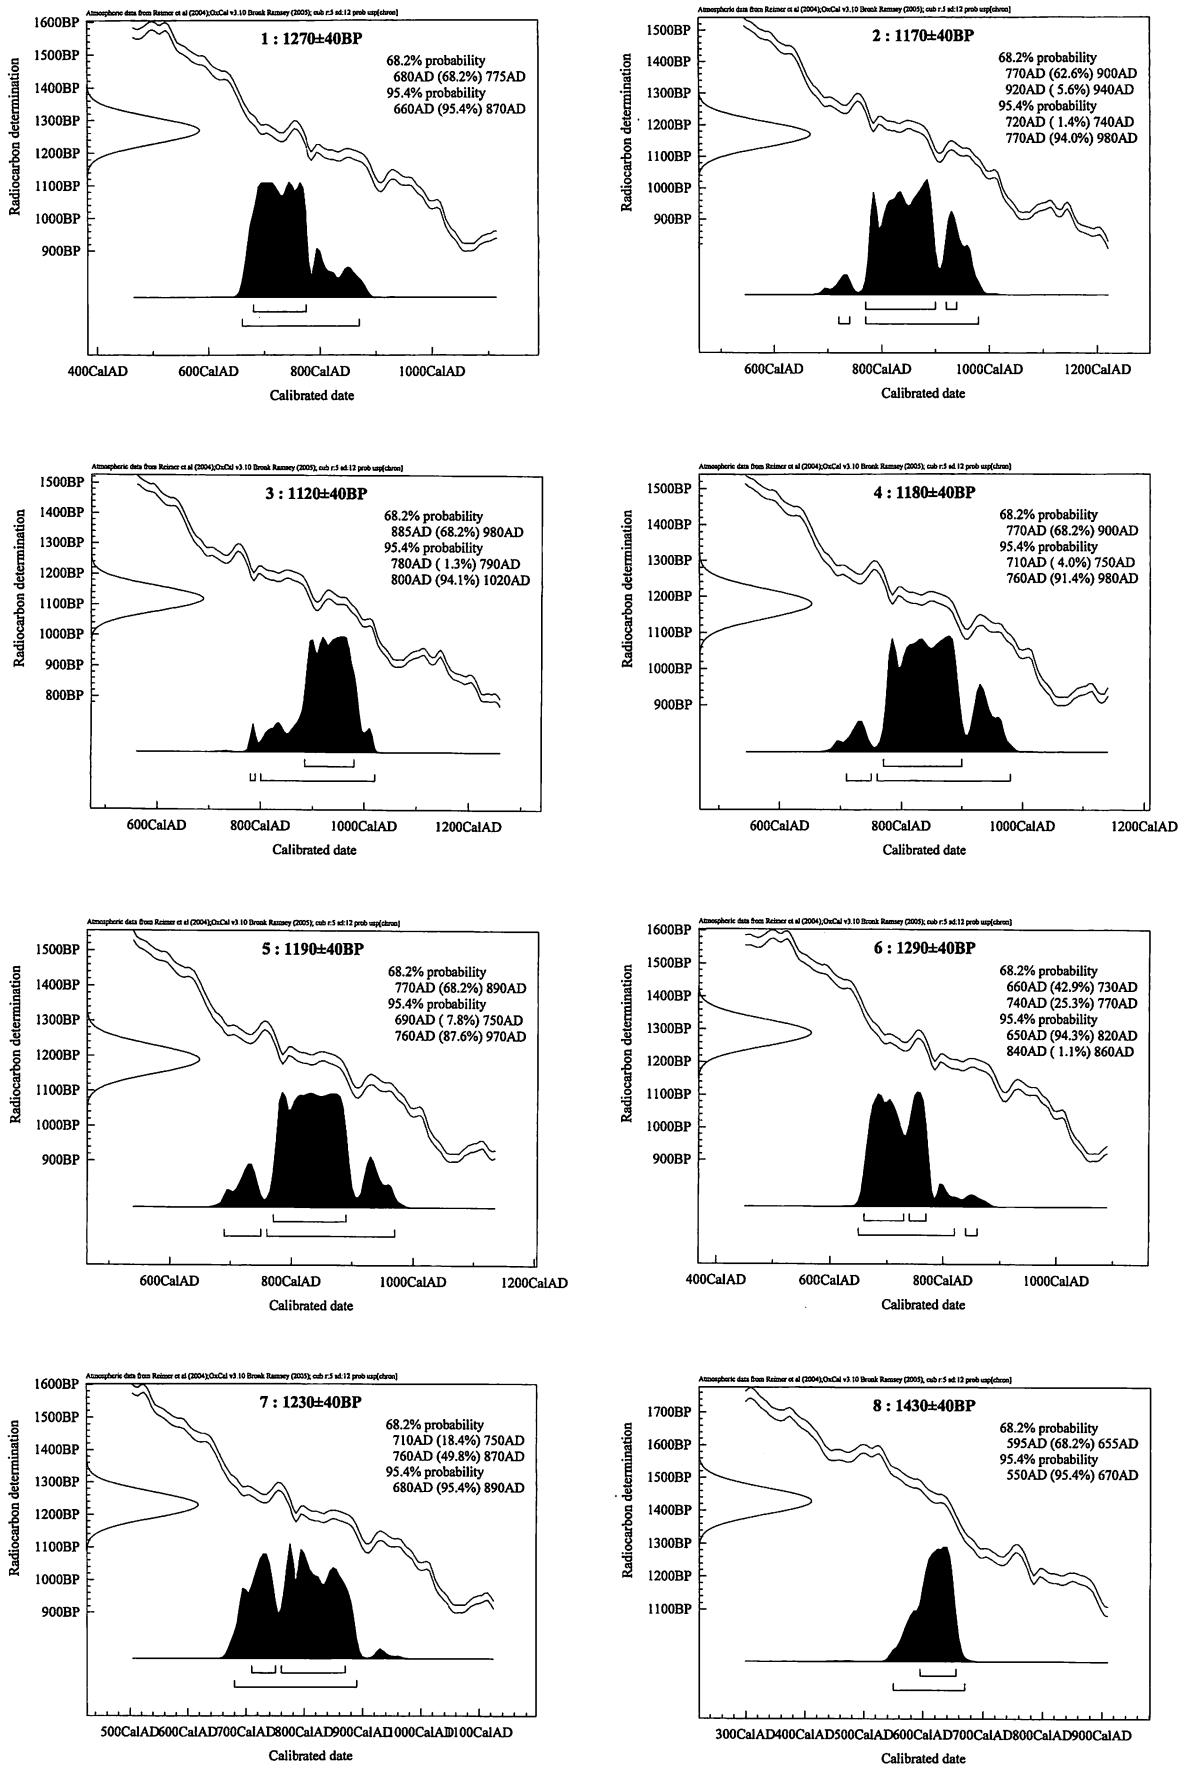 Atmospheric data from Reimer et al (2004);OxCal v3.10 Bronk Ramsey (2005); cub r:5 sd:12 prob usp[chron]
1 : 1270±40BP
68.2% probability
680AD (68.2%) 775AD
95.4% probability
660AD (95.4%) 870AD
Radiocarbon determination
1600BP
1500BP
1400BP
1300BP
1200BP
1100BP
1000BP
900BP
400CalAD 600CalAD 800CalAD 1000CalAD
Calibrated date
Atmospheric data from Reimer et al (2004);OxCal v3.10 Bronk Ramsey (2005); cub r:5 sd:12 prob usp[chron]
2 : 1170±40BP
68.2% probability
770AD (62.6%) 900AD
920AD ( 5.6%) 940AD
95.4% probability
720AD ( 1.4%) 740AD
770AD (94.0%) 980AD
Radiocarbon determination
1500BP
1400BP
1300BP
1200BP
1100BP
1000BP
900BP
600CalAD 800CalAD 1000CalAD 1200CalAD
Calibrated date
Atmospheric data from Reimer et al (2004);OxCal v3.10 Bronk Ramsey (2005); cub r:5 sd:12 prob usp[chron]
3 : 1120±40BP
68.2% probability
885AD (68.2%) 980AD
95.4% probability
780AD ( 1.3%) 790AD
800AD (94.1%) 1020AD
Radiocarbon determination
1500BP
1400BP
1300BP
1200BP
1100BP
1000BP
900BP
800BP
600CalAD 800CalAD 1000CalAD 1200CalAD
Calibrated date
Atmospheric data from Reimer et al (2004);OxCal v3.10 Bronk Ramsey (2005); cub r:5 sd:12 prob usp[chron]
4 : 1180±40BP
68.2% probability
770AD (68.2%) 900AD
95.4% probability
710AD ( 4.0%) 750AD
760AD (91.4%) 980AD
Radiocarbon determination
1500BP
1400BP
1300BP
1200BP
1100BP
1000BP
900BP
600CalAD 800CalAD 1000CalAD 1200CalAD
Calibrated date
Atmospheric data from Reimer et al (2004);OxCal v3.10 Bronk Ramsey (2005); cub r:5 sd:12 prob usp[chron]
5 : 1190±40BP
68.2% probability
770AD (68.2%) 890AD
95.4% probability
690AD ( 7.8%) 750AD
760AD (87.6%) 970AD
Radiocarbon determination
1500BP
1400BP
1300BP
1200BP
1100BP
1000BP
900BP
600CalAD 800CalAD 1000CalAD 1200CalAD
Calibrated date
Atmospheric data from Reimer et al (2004);OxCal v3.10 Bronk Ramsey (2005); cub r:5 sd:12 prob usp[chron]
6 : 1290±40BP
68.2% probability
660AD (42.9%) 730AD
740AD (25.3%) 770AD
95.4% probability
650AD (94.3%) 820AD
840AD ( 1.1%) 860AD
Radiocarbon determination
1600BP
1500BP
1400BP
1300BP
1200BP
1100BP
1000BP
900BP
400CalAD 600CalAD 800CalAD 1000CalAD
Calibrated date
Atmospheric data from Reimer et al (2004);OxCal v3.10 Bronk Ramsey (2005); cub r:5 sd:12 prob usp[chron]
7 : 1230±40BP
68.2% probability
710AD (18.4%) 750AD
760AD (49.8%) 870AD
95.4% probability
680AD (95.4%) 890AD
Radiocarbon determination
1600BP
1500BP
1400BP
1300BP
1200BP
1100BP
1000BP
900BP
500CalAD 600CalAD 700CalAD 800CalAD 900CalAD 1000CalAD 1100CalAD
Calibrated date
Atmospheric data from Reimer et al (2004);OxCal v3.10 Bronk Ramsey (2005); cub r:5 sd:12 prob usp[chron]
8 : 1430±40BP
68.2% probability
595AD (68.2%) 655AD
95.4% probability
550AD (95.4%) 670AD
Radiocarbon determination
1700BP
1600BP
1500BP
1400BP
1300BP
1200BP
1100BP
300CalAD 400CalAD 500CalAD 600CalAD 700CalAD 800CalAD 900CalAD
Calibrated date